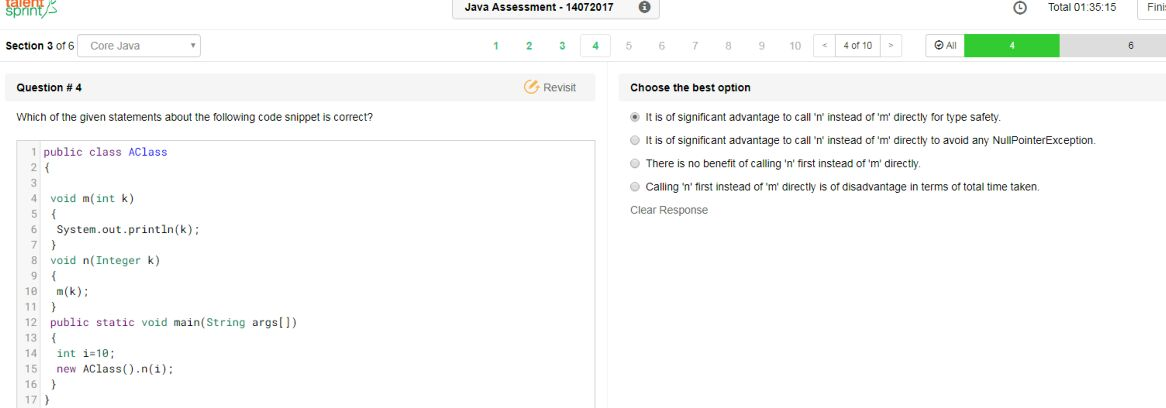 talent
sprint
Java Assessment - 14072017
Total 01:35:15
Section 3 of 6
Core Java
1 2 3 4 5 6 7 8 9 10 < 4 of 10 >
All 4 6
Question # 4
Revisit
Which of the given statements about the following code snippet is correct?
1 public class AClass
2 {
3
4 void m(int k)
5 {
6 System.out.println(k);
7 }
8 void n(Integer k)
9 {
10 m(k);
11 }
12 public static void main(String args[])
13 {
14 int i=10;
15 new AClass().n(i);
16 }
17 }
Choose the best option
It is of significant advantage to call 'n' instead of 'm' directly for type safety.
It is of significant advantage to call 'n' instead of 'm' directly to avoid any NullPointerException.
There is no benefit of calling 'n' first instead of 'm' directly.
Calling 'n' first instead of 'm' directly is of disadvantage in terms of total time taken.
Clear Response